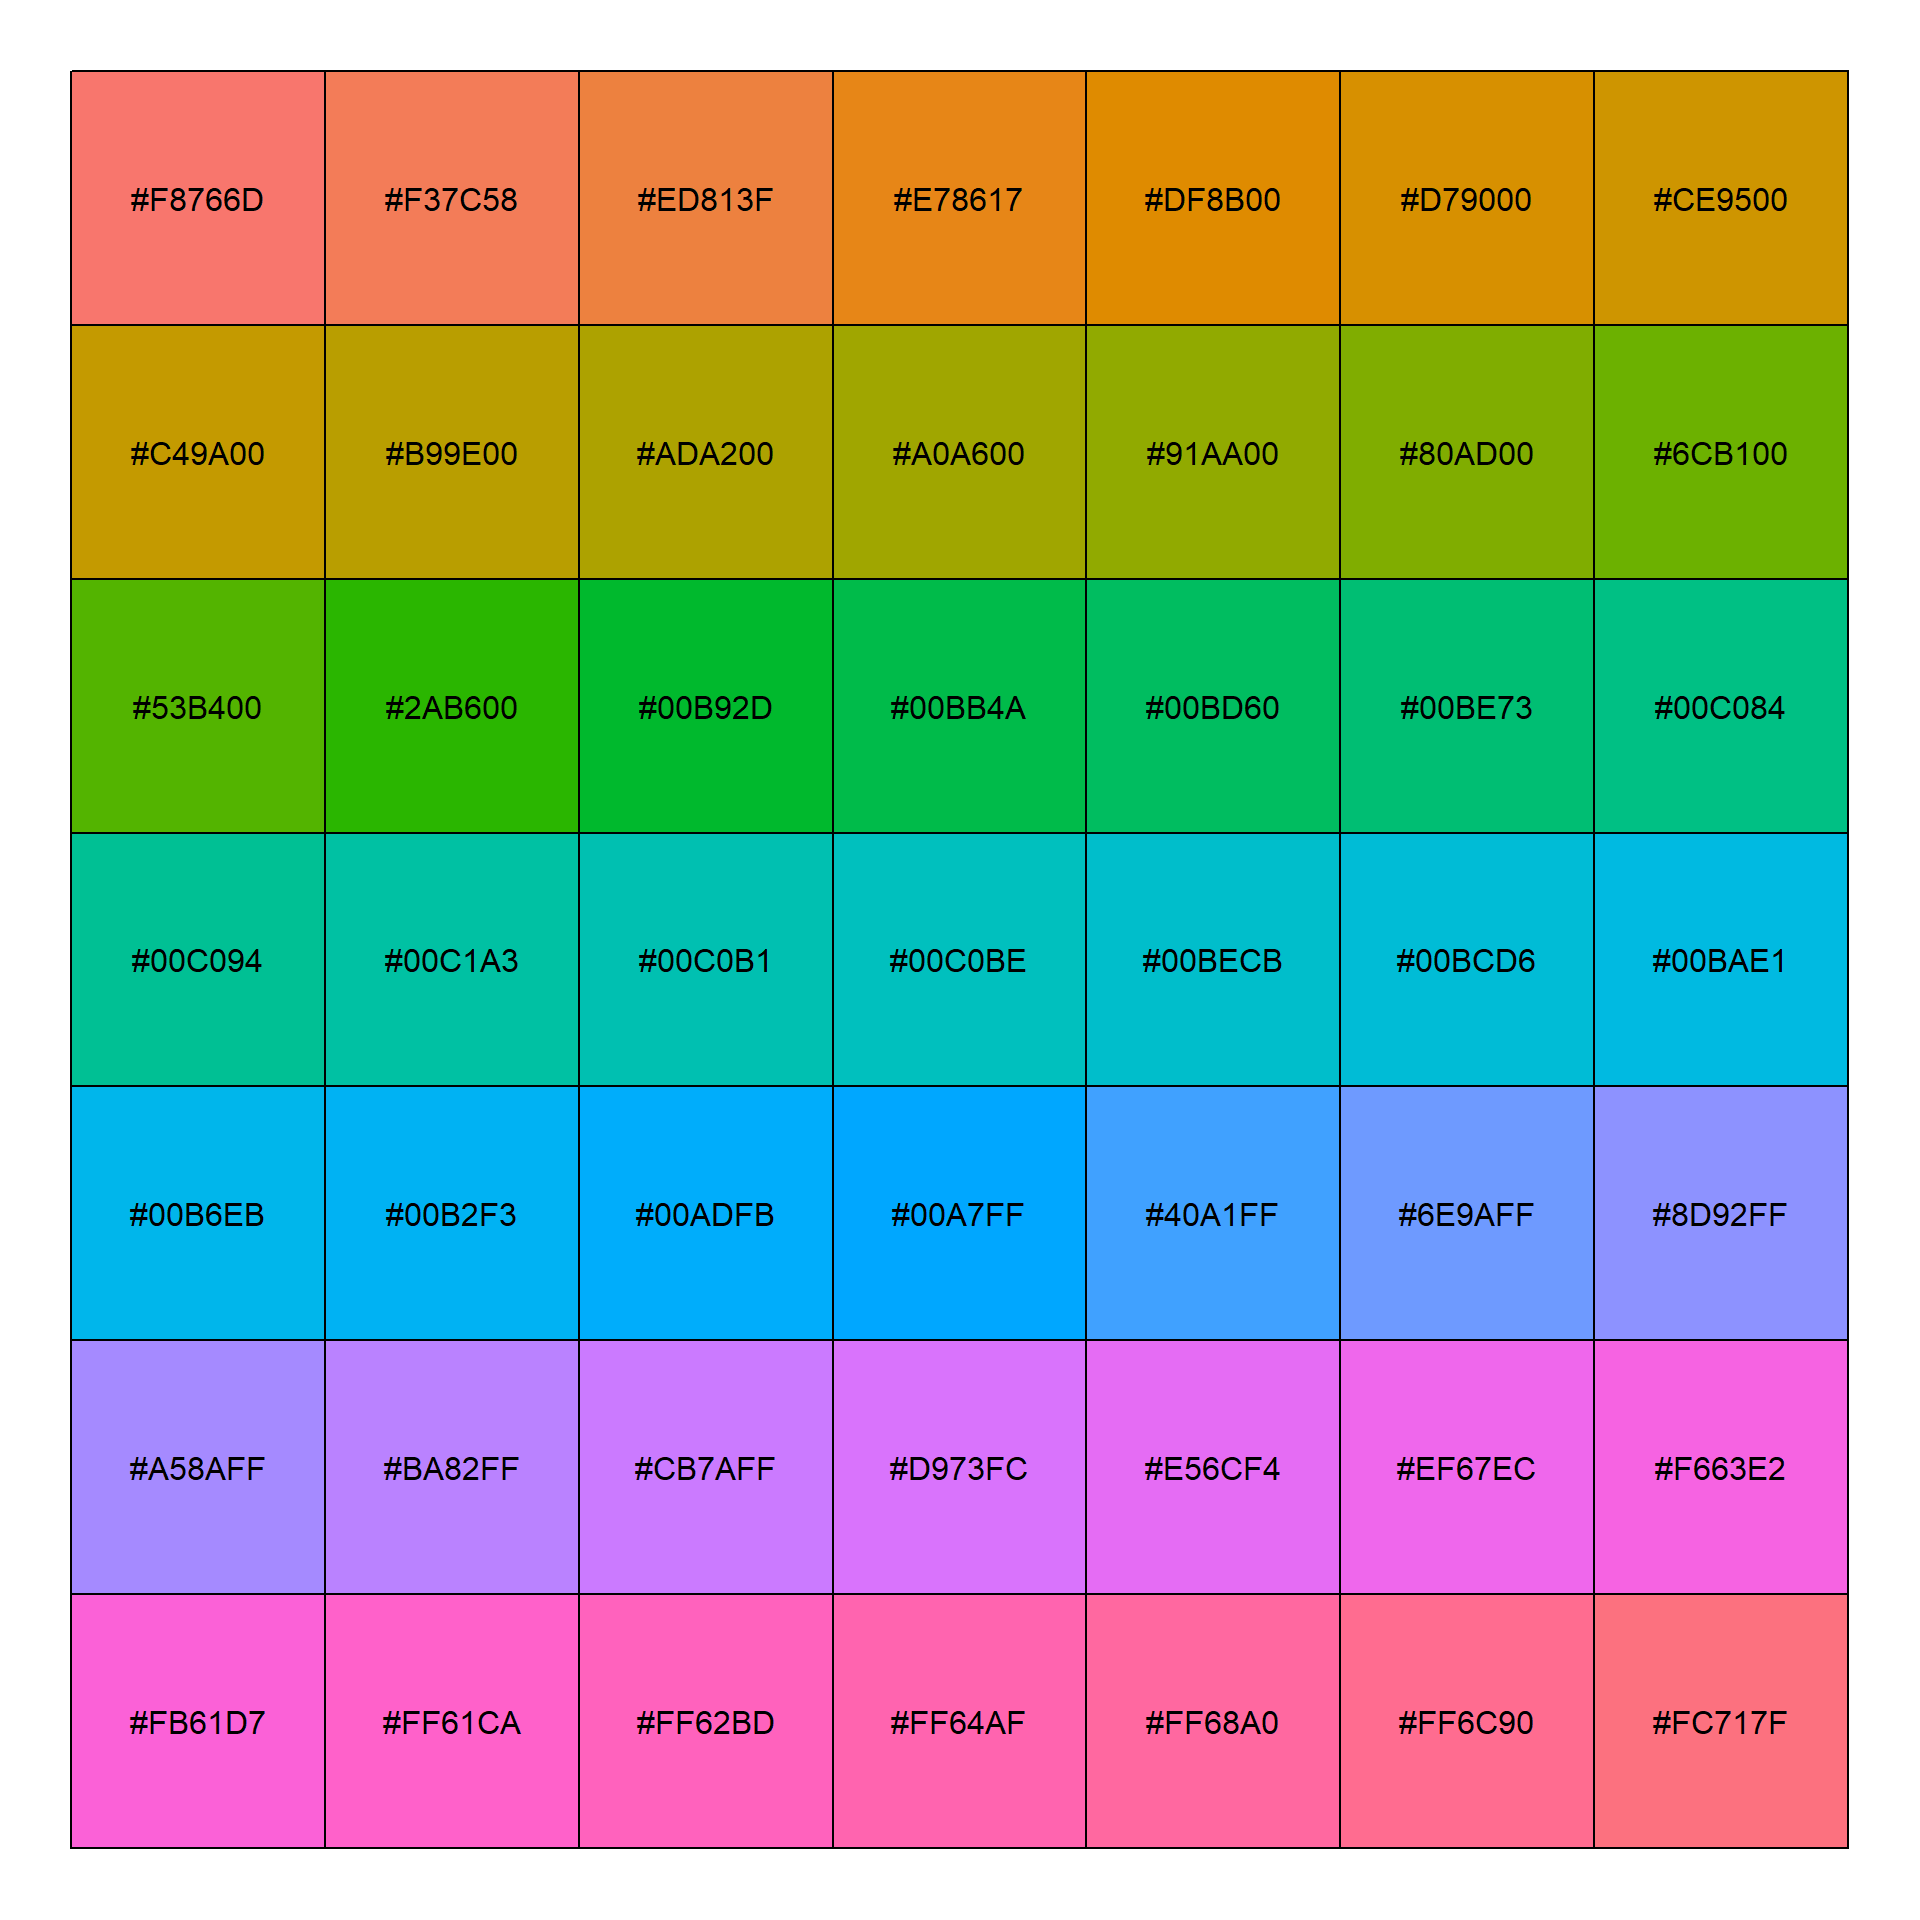 #F8766D #F37C58 #ED813F #E78617 #DF8B00 #D79000 #CE9500
#C49A00 #B99E00 #ADA200 #A0A600 #91AA00 #80AD00 #6CB100
#53B400 #2AB600 #00B92D #00BB4A #00BD60 #00BE73 #00C084
#00C094 #00C1A3 #00C0B1 #00C0BE #00BECB #00BCD6 #00BAE1
#00B6EB #00B2F3 #00ADFB #00A7FF #40A1FF #6E9AFF #8D92FF
#A58AFF #BA82FF #CB7AFF #D973FC #E56CF4 #EF67EC #F663E2
#FB61D7 #FF61CA #FF62BD #FF64AF #FF68A0 #FF6C90 #FC717F